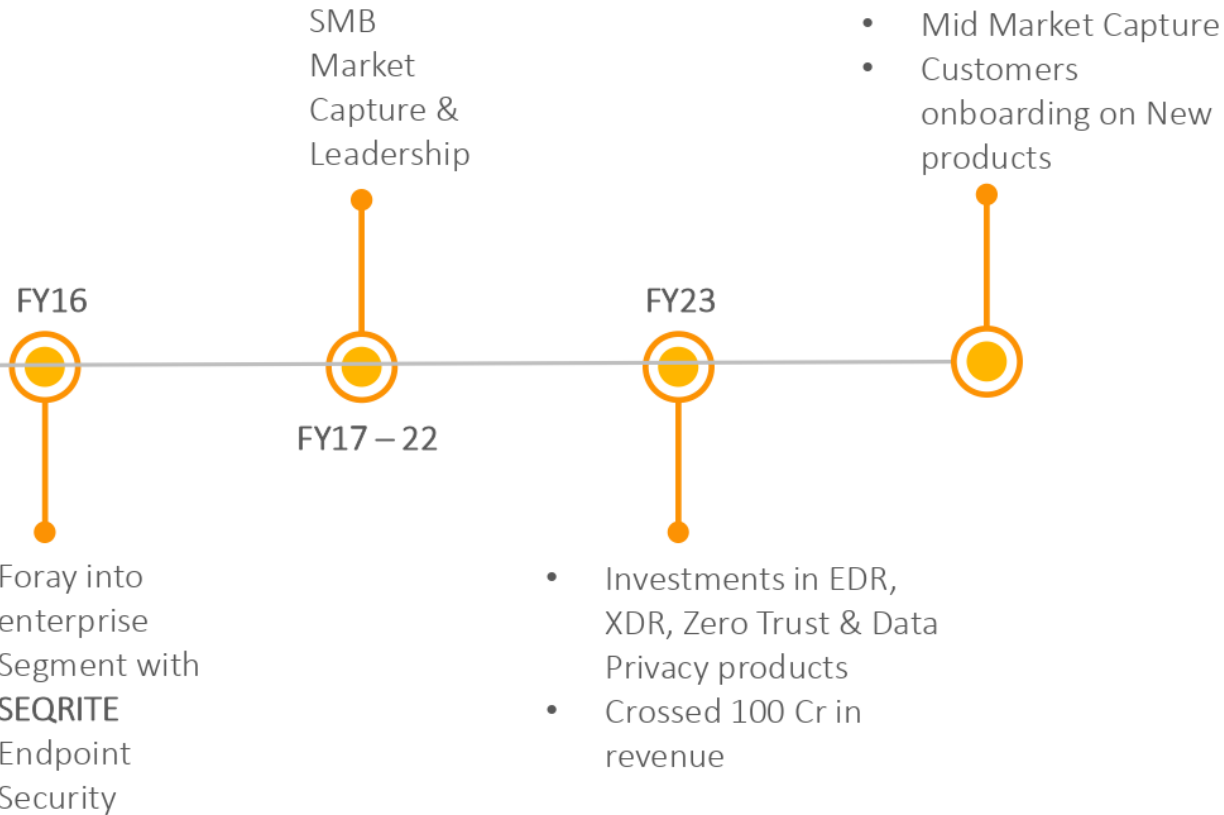 SMB
Market
Capture &
Leadership
• Mid Market Capture
• Customers
onboarding on New
products
FY16
FY23
FY17 – 22
Foray into
enterprise
Segment with
SEQRITE
Endpoint
Security
• Investments in EDR,
XDR, Zero Trust & Data
Privacy products
• Crossed 100 Cr in
revenue